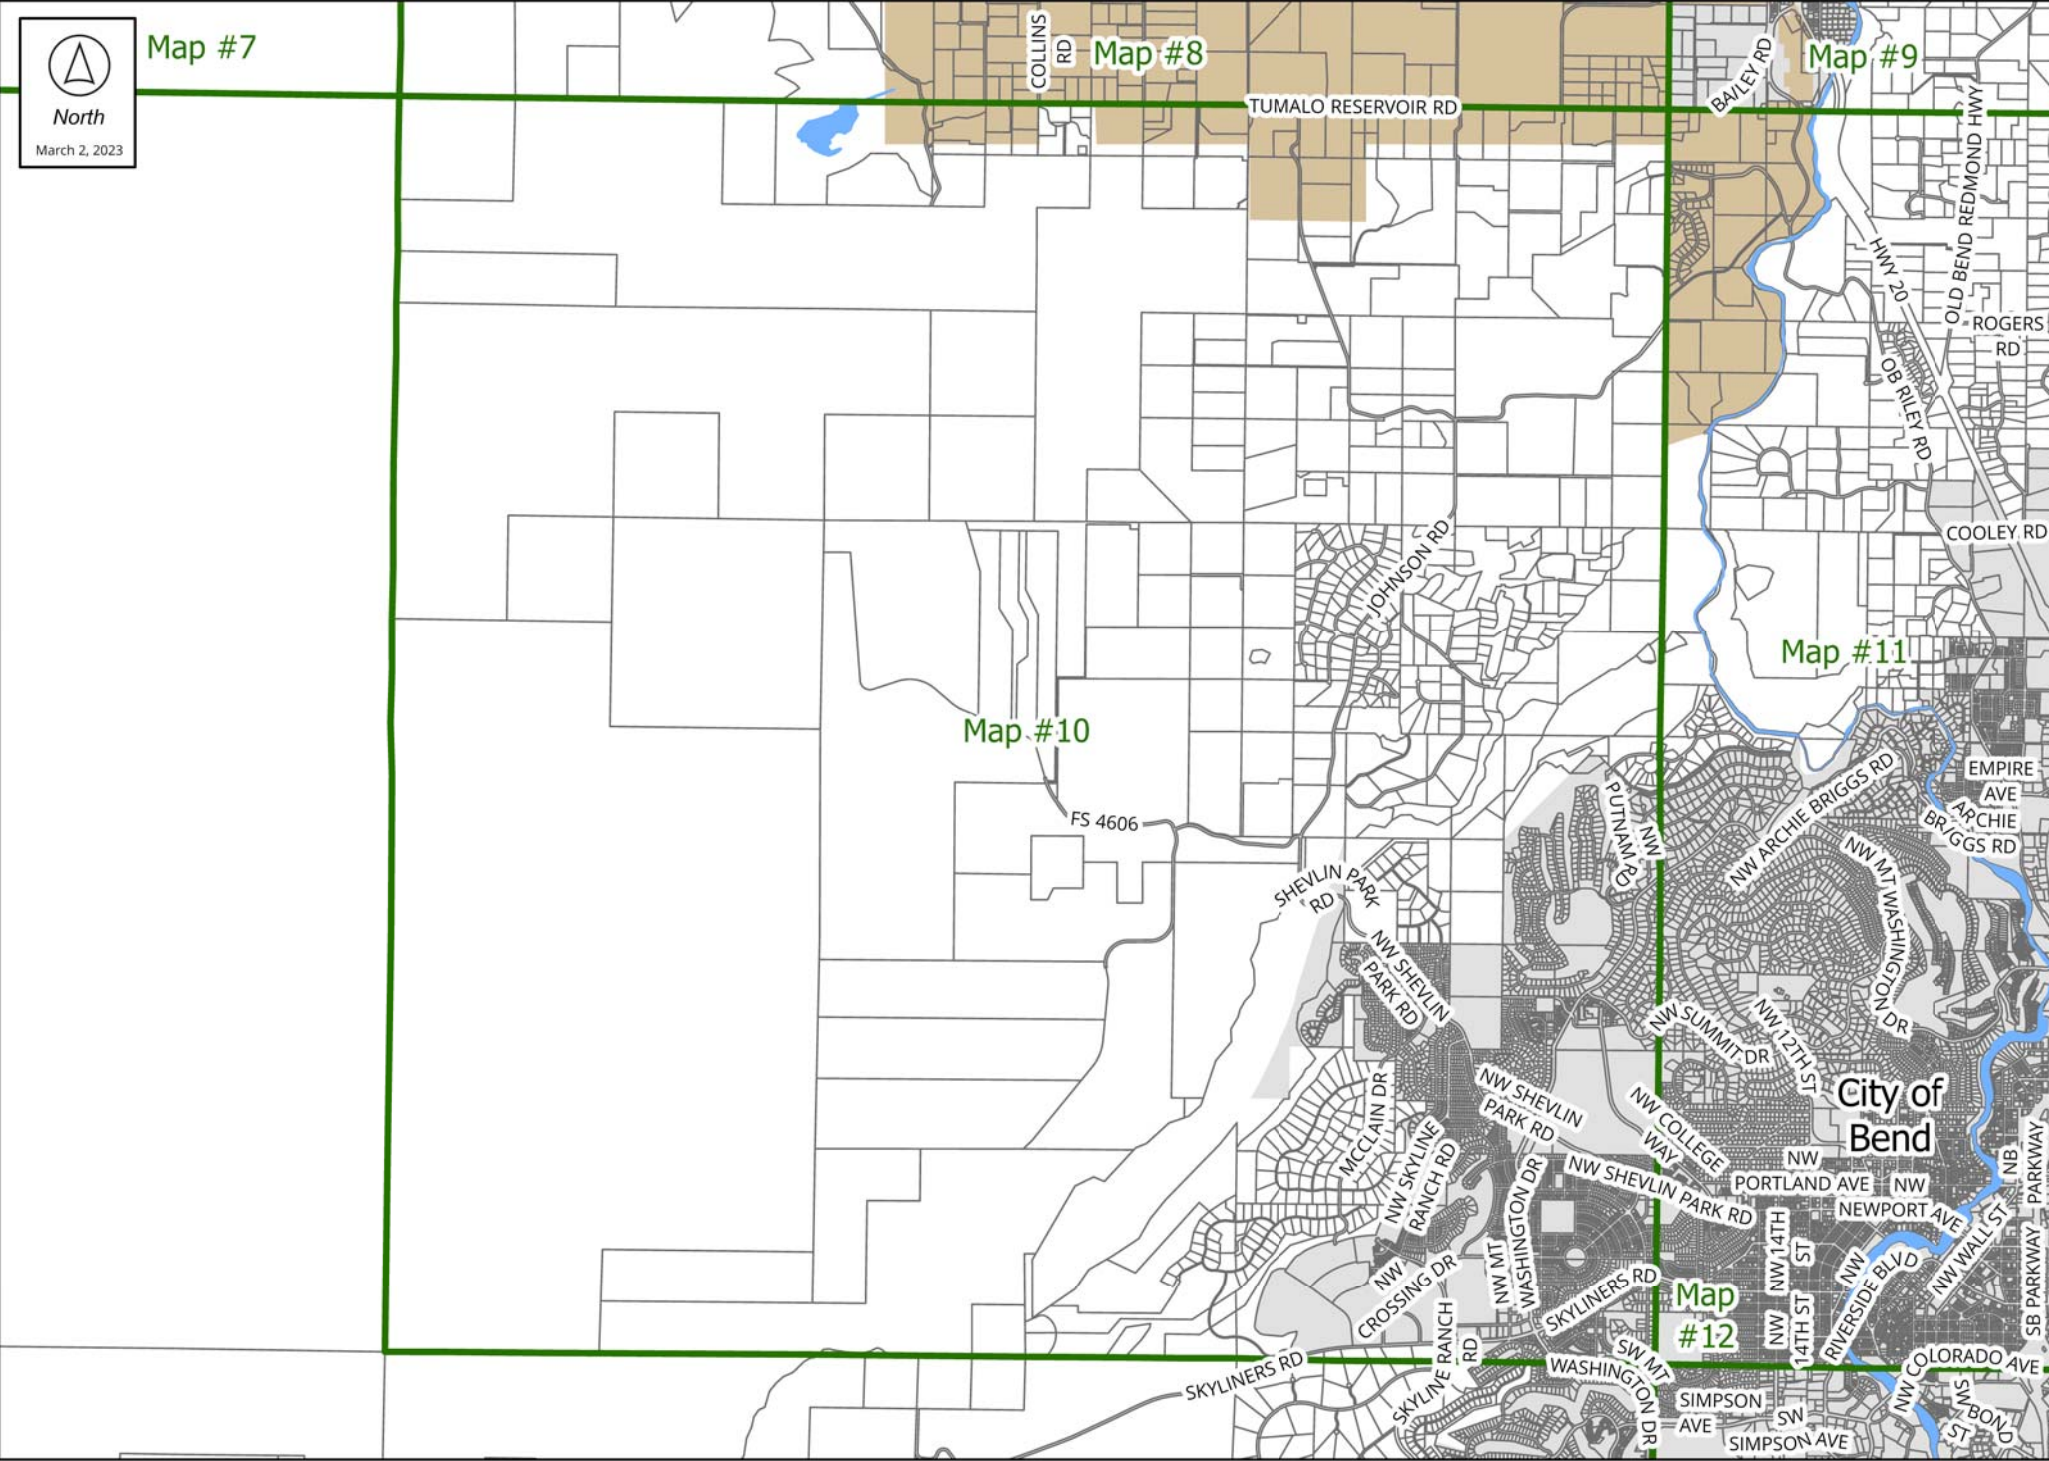 Map #7
North
March 2, 2023
COLLINS
RD
Map #8
BAILEY RD
Map #9
TUMALO RESERVOIR RD
OLD BEND REDMOND HWY
HWY 20
ROGERS
RD
OB RILEY RD
COOLEY RD
JOHNSON RD
Map #11
Map #10
FS 4606
EMPIRE
AVE
ARCHIE
BRIGGS RD
NW ARCHIE BRIGGS RD
NW
PUTNAM RD
NW MT WASHINGTON DR
SHEVLIN PARK
RD
NW SHEVLIN
PARK RD
NW SUMMIT DR
NW 12TH ST
City of
Bend
NW SHEVLIN
PARK RD
NW COLLEGE
WAY
MCCLAIN DR
NW SKYLINE
RANCH RD
NW MT
WASHINGTON DR
NW SHEVLIN PARK RD
NW
PORTLAND AVE
NW
NEWPORT AVE
NB
PARKWAY
NW 14TH
ST
NW
RIVERSIDE BLVD
NW WALL ST
SB PARKWAY
NW
CROSSING DR
SKYLINERS RD
Map
#12
NW
14TH ST
SKYLINERS RD
SKYLINE RANCH
RD
SW MT
WASHINGTON DR
NW COLORADO AVE
SIMPSON
AVE
SW
SIMPSON AVE
SW BOND
ST